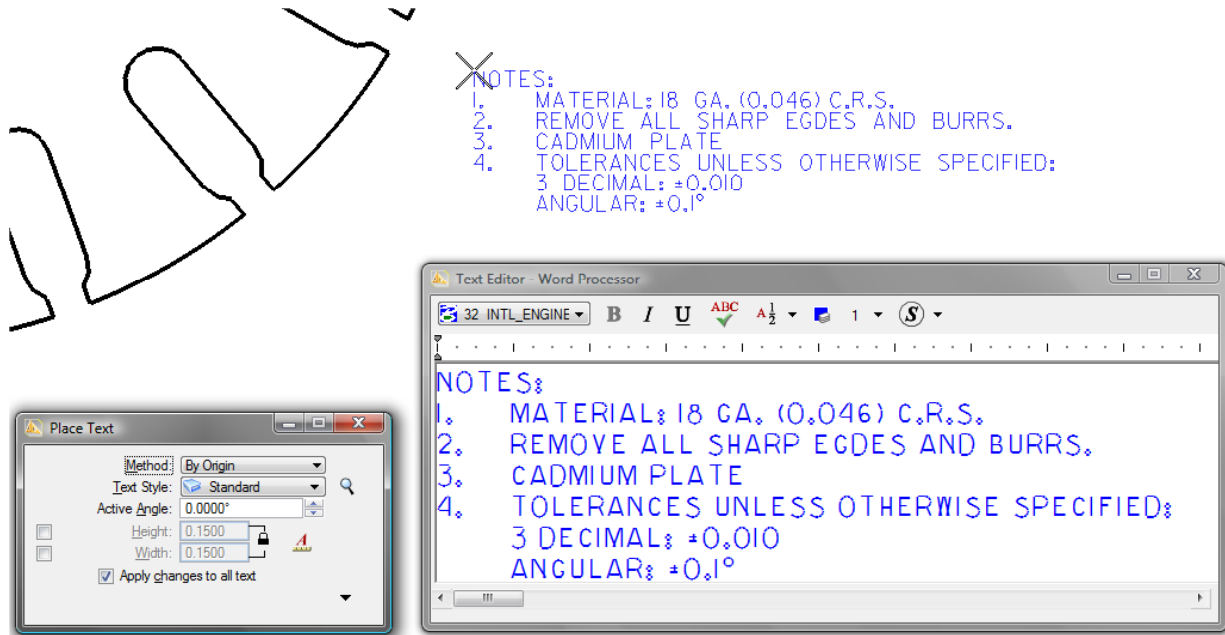 NOTES:
1. MATERIAL: 18 GA. (0.046) C.R.S.
2. REMOVE ALL SHARP EGDES AND BURRS.
3. CADMIUM PLATE
4. TOLERANCES UNLESS OTHERWISE SPECIFIED:
3 DECIMAL: ±0.010
ANGULAR: ±0.1°
Text Editor - Word Processor
32 INTL_ENGINE B I U ABC A½ 1 S
NOTES:
1. MATERIAL: 18 GA. (0.046) C.R.S.
2. REMOVE ALL SHARP EGDES AND BURRS.
3. CADMIUM PLATE
4. TOLERANCES UNLESS OTHERWISE SPECIFIED:
3 DECIMAL: ±0.010
ANGULAR: ±0.1°
Place Text
Method: By Origin
Text Style: Standard
Active Angle: 0.0000°
Height: 0.1500
Width: 0.1500
A
Apply changes to all text